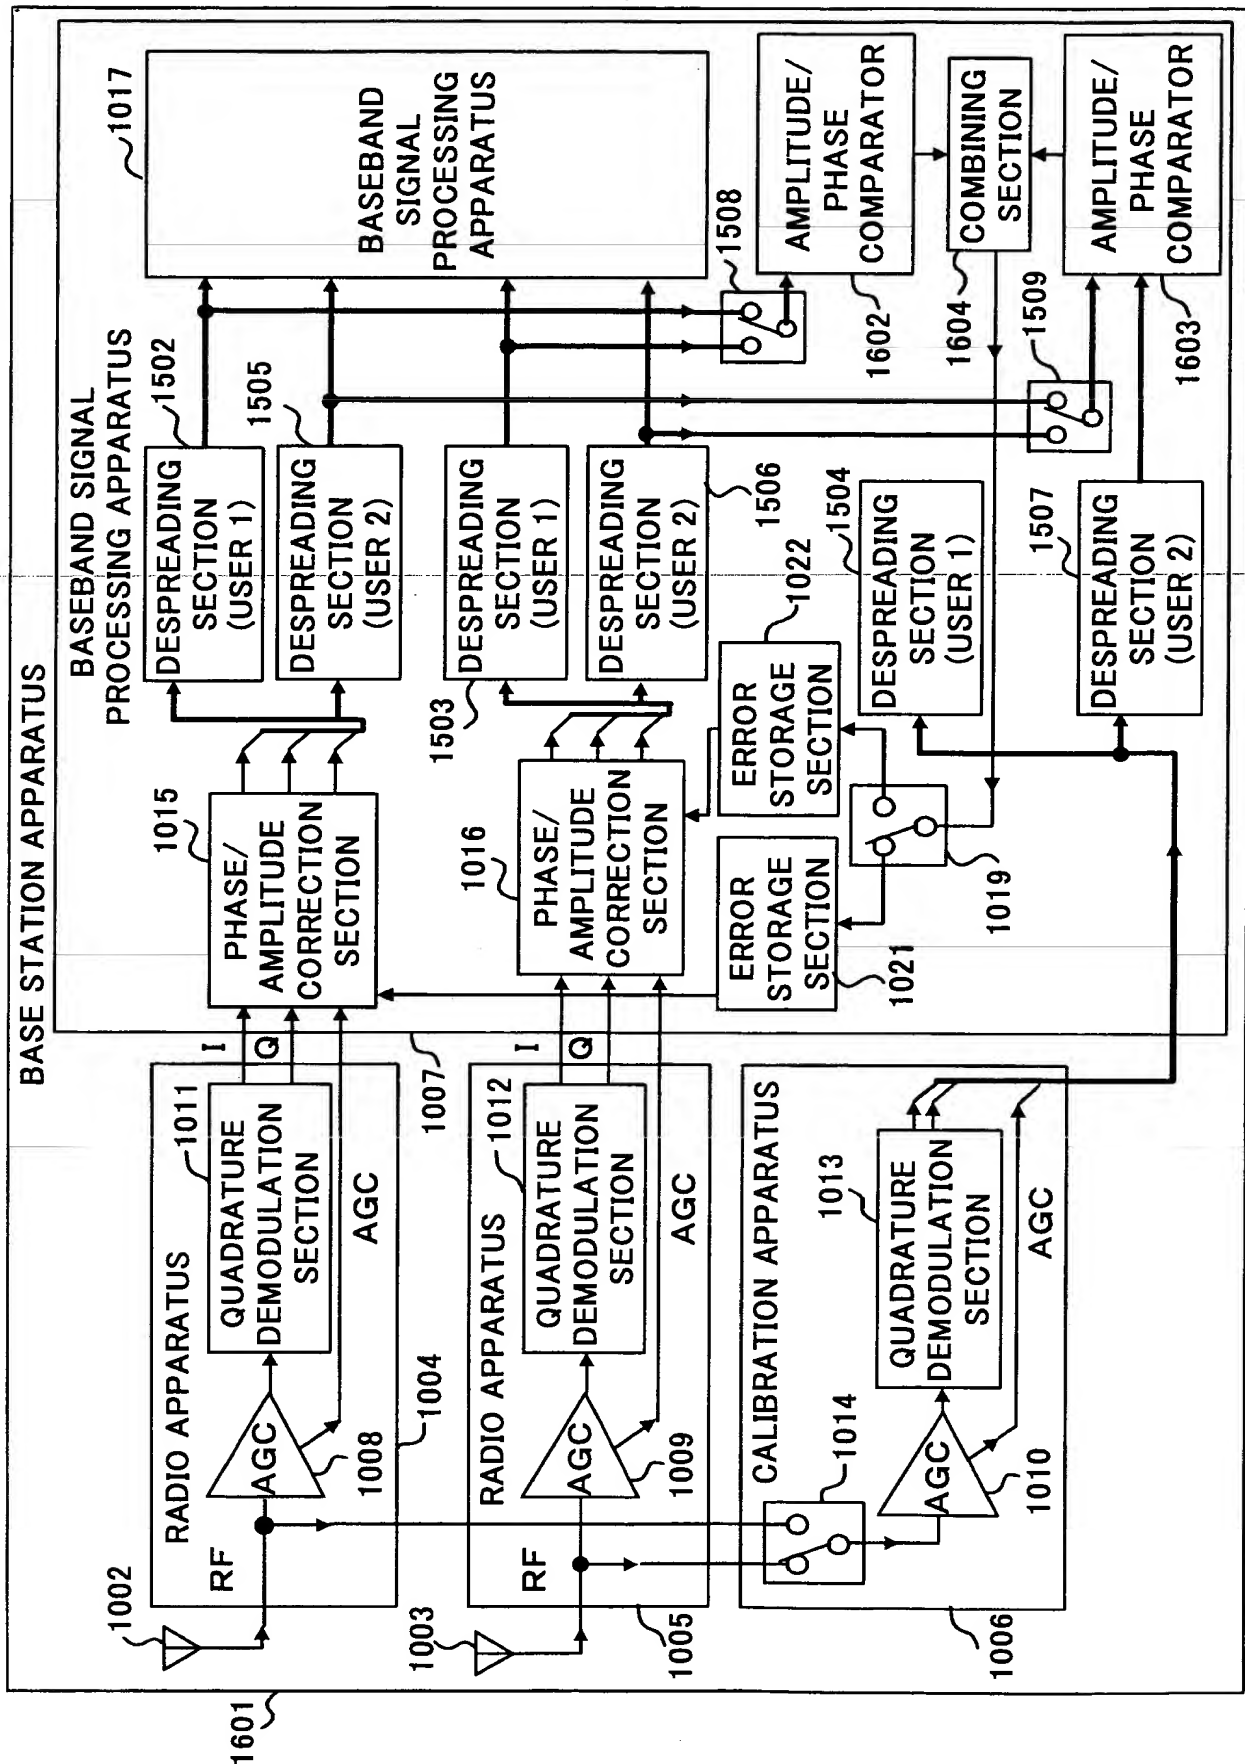 BASE STATION APPARATUS
1601
1002
1003
RADIO APPARATUS
RF
AGC
1008
1004
QUADRATURE
DEMODULATION
SECTION
1011
AGC
I
Q
RADIO APPARATUS
RF
AGC
1009
1005
QUADRATURE
DEMODULATION
SECTION
1012
AGC
I
Q
CALIBRATION APPARATUS
1014
AGC
1010
1006
QUADRATURE
DEMODULATION
SECTION
1013
AGC
1007
BASEBAND SIGNAL
PROCESSING APPARATUS
1015
PHASE/
AMPLITUDE
CORRECTION
SECTION
1016
PHASE/
AMPLITUDE
CORRECTION
SECTION
ERROR
STORAGE
SECTION
1021
ERROR
STORAGE
SECTION
1022
1019
DESPREADING
SECTION
(USER 1)
1502
DESPREADING
SECTION
(USER 2)
1505
DESPREADING
SECTION
(USER 1)
1503
DESPREADING
SECTION
(USER 2)
1506
DESPREADING
SECTION
(USER 1)
1504
DESPREADING
SECTION
(USER 2)
1507
1017
BASEBAND
SIGNAL
PROCESSING
APPARATUS
1508
1509
AMPLITUDE/
PHASE
COMPARATOR
1602
COMBINING
SECTION
1604
AMPLITUDE/
PHASE
COMPARATOR
1603